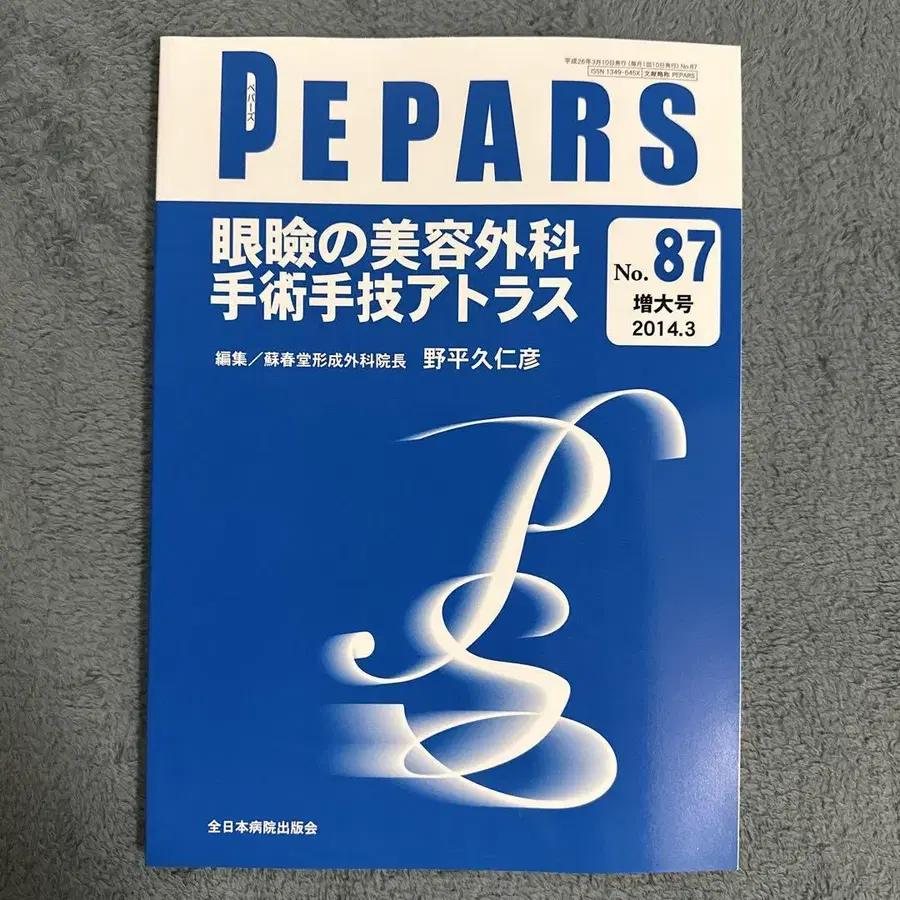 平成26年3月10日発行(毎月1回10日発行) No.87
ISSN 1349-645X 文献略称 PEPARS
PEPARS
ペパーズ
眼瞼の美容外科
手術手技アトラス
No. 87
増大号
2014.3
編集/蘇春堂形成外科院長 野平久仁彦
全日本病院出版会